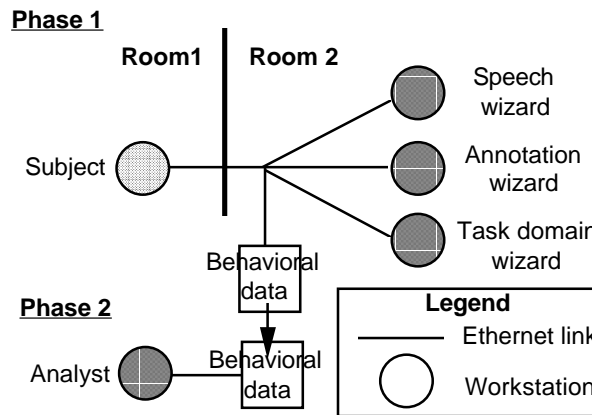 Phase 1
Room1
Room 2
Speech
wizard
Subject
Annotation
wizard
Task domain
wizard
Behavioral
data
Phase 2
Analyst
Behavioral
data
Legend
Ethernet link
Workstation